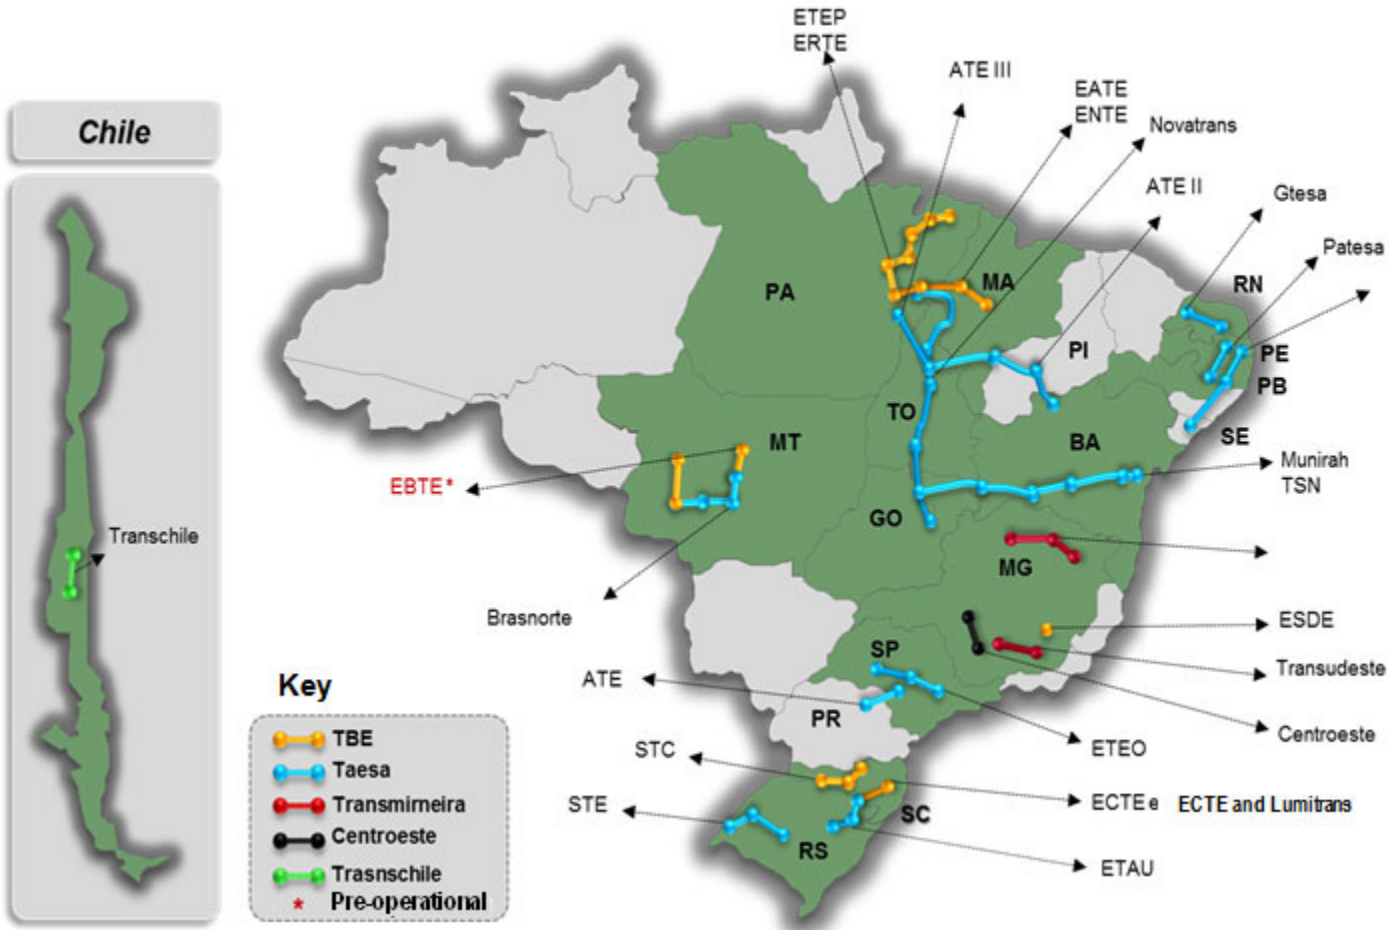 Chile
Transchile
ETEP
ERTE
ATE III
EATE
ENTE
Novatrans
ATE II
Gtesa
Patesa
RN
PE
PB
SE
PA
MA
PI
TO
BA
MT
GO
MG
SP
PR
SC
RS
EBTE*
Munirah
TSN
Brasnorte
ESDE
Transudeste
Centroeste
ATE
ETEO
STC
STE
ECTE e ECTE and Lumitrans
ETAU
Key
TBE
Taesa
Transmirneira
Centroeste
Trasnschile
* Pre-operational